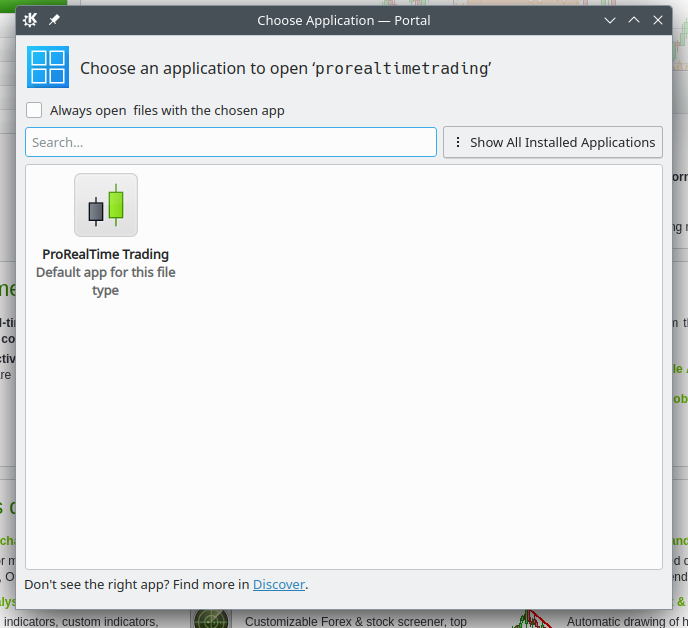 Choose Application — Portal
Choose an application to open ‘prorealtimetrading’
Always open  files with the chosen app
Search...
Show All Installed Applications
ProRealTime Trading
Default app for this file
type
Don't see the right app? Find more in Discover.
indicators, custom indicators,
Customizable Forex & stock screener, top
Automatic drawing of h